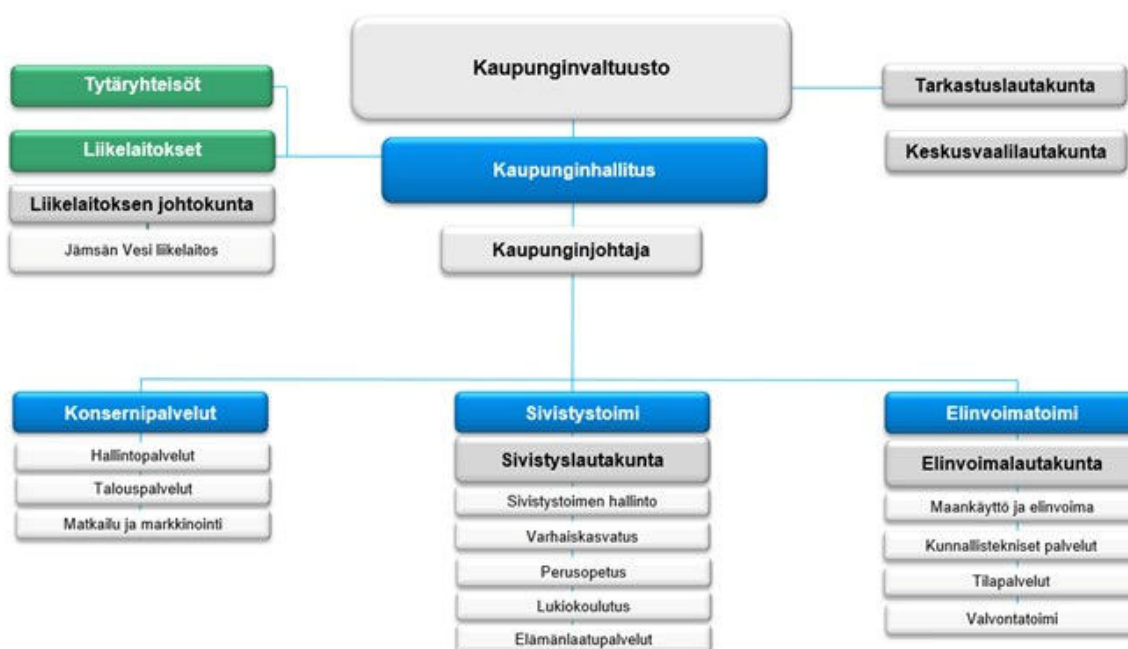 Kaupunginvaltuusto
Tytäryhteisöt
Tarkastuslautakunta
Liikelaitokset
Kaupunginhallitus
Keskusvaalilautakunta
Liikelaitoksen johtokunta
Jämsän Vesi liikelaitos
Kaupunginjohtaja
Konsernipalvelut
Hallintopalvelut
Talouspalvelut
Matkailu ja markkinointi
Sivistystoimi
Sivistyslautakunta
Sivistystoimen hallinto
Varhaiskasvatus
Perusopetus
Lukiokoulutus
Elämänlaatupalvelut
Elinvoimatoimi
Elinvoimalautakunta
Maankäyttö ja elinvoima
Kunnallistekniset palvelut
Tilapalvelut
Valvontatoimi